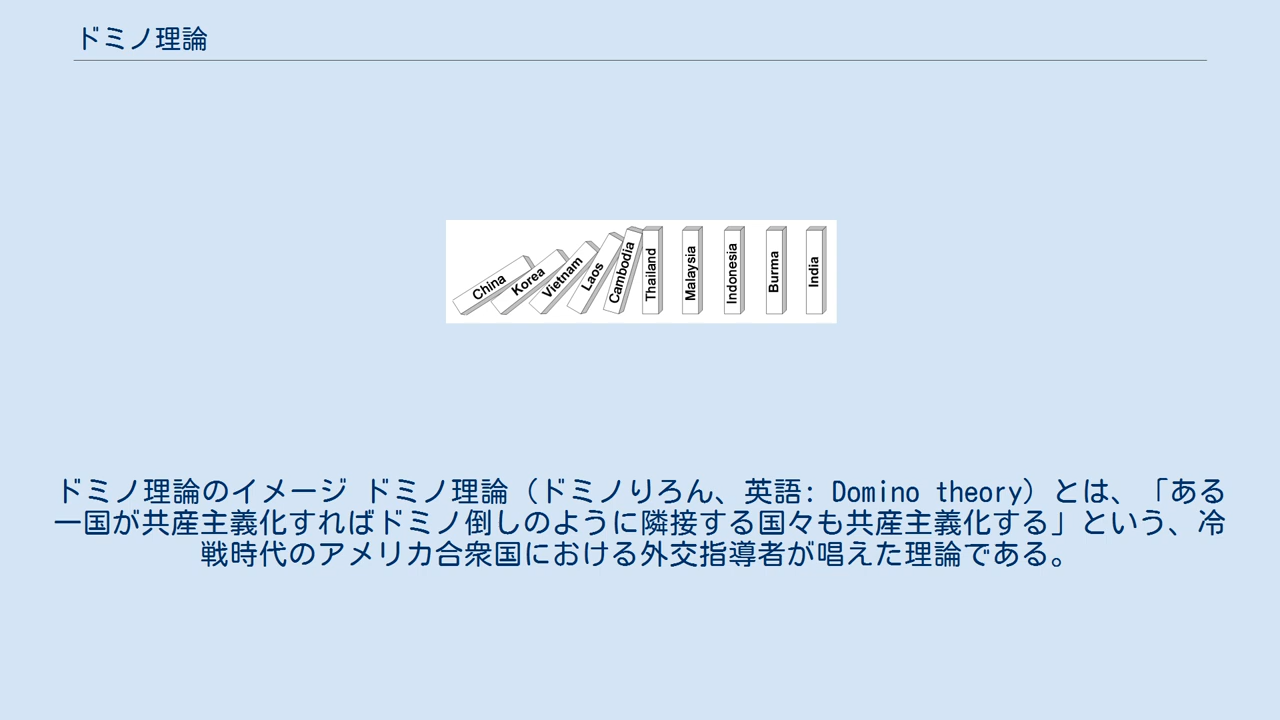 ドミノ理論
China
Korea
Vietnam
Laos
Cambodia
Thailand
Malaysia
Indonesia
Burma
India
ドミノ理論のイメージ ドミノ理論（ドミノりろん、英語: Domino theory）とは、「ある
一国が共産主義化すればドミノ倒しのように隣接する国々も共産主義化する」という、冷
戦時代のアメリカ合衆国における外交指導者が唱えた理論である。